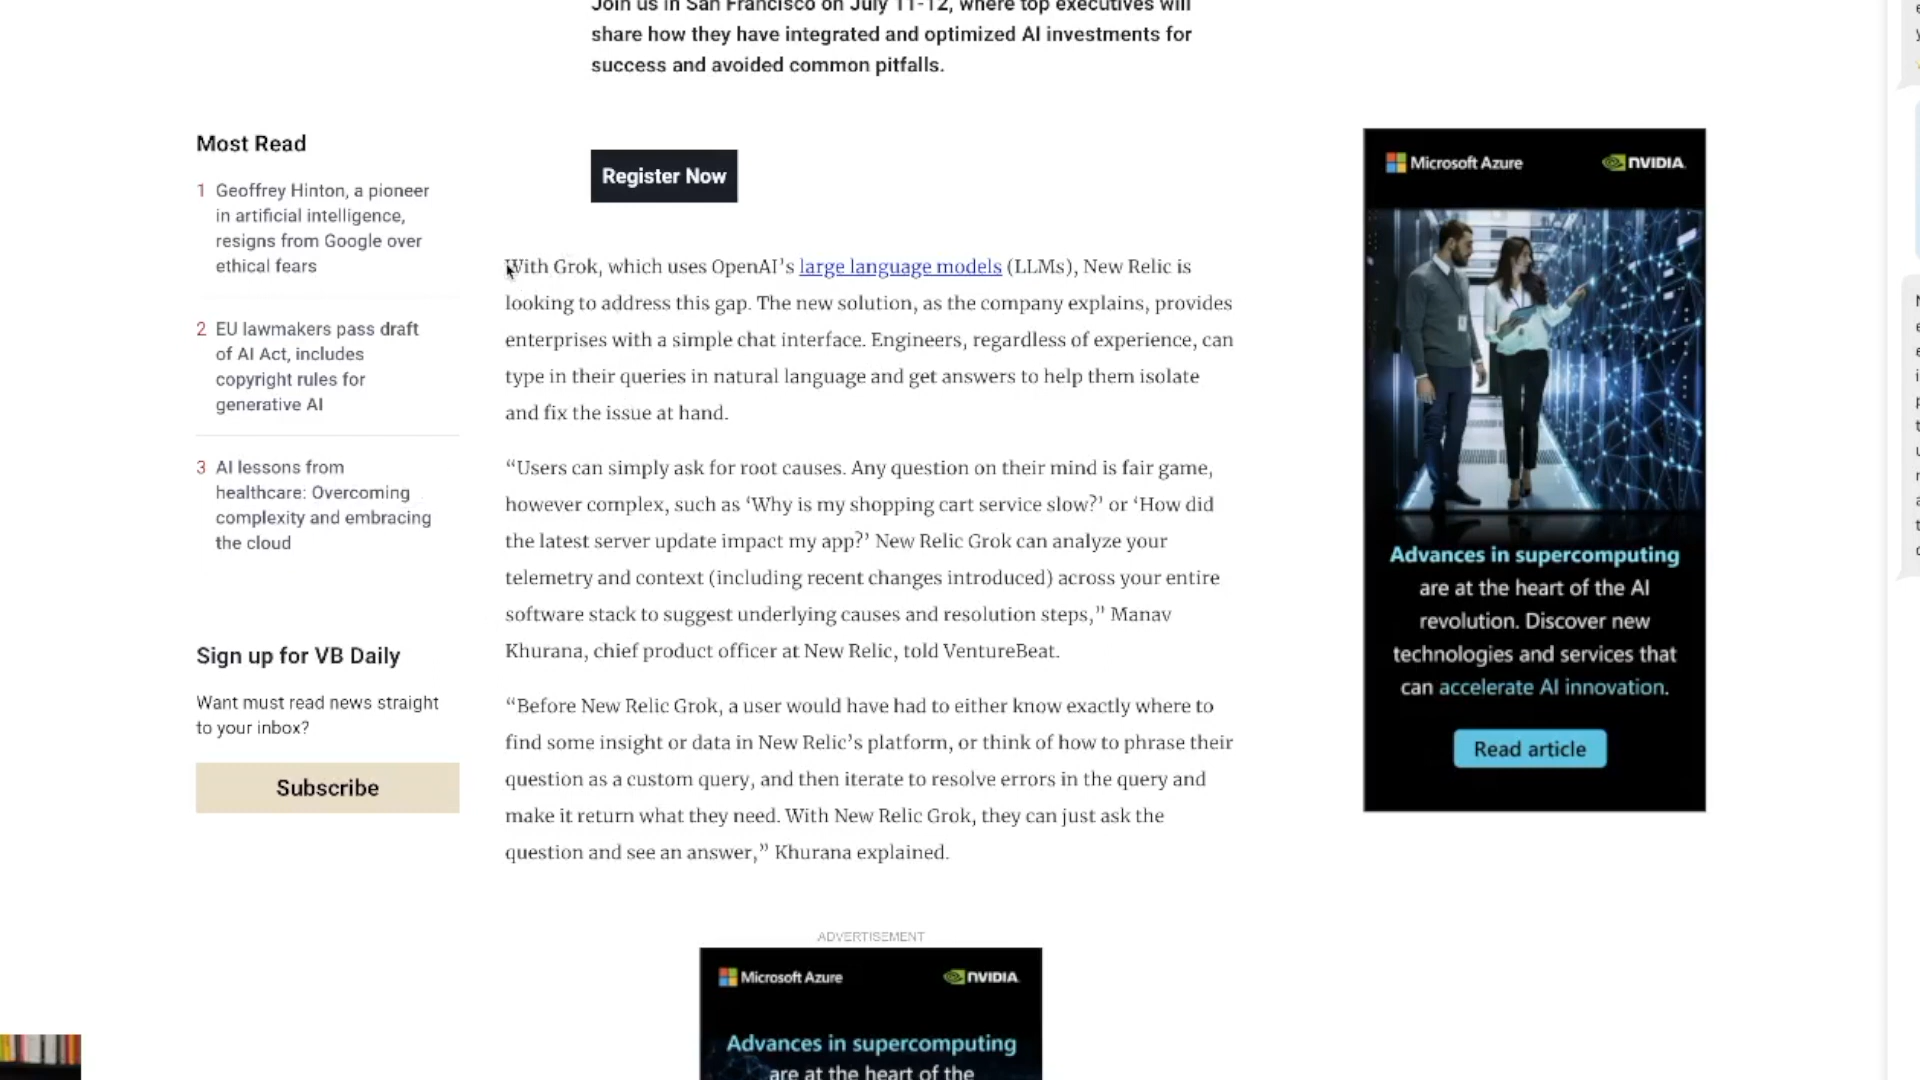 Join us in San Francisco on July 11-12, where top executives will
share how they have integrated and optimized AI investments for
success and avoided common pitfalls.
Register Now
Most Read
1 Geoffrey Hinton, a pioneer
in artificial intelligence,
resigns from Google over
ethical fears
2 EU lawmakers pass draft
of AI Act, includes
copyright rules for
generative AI
3 AI lessons from
healthcare: Overcoming
complexity and embracing
the cloud
Sign up for VB Daily
Want must read news straight
to your inbox?
Subscribe
With Grok, which uses OpenAI’s large language models (LLMs), New Relic is
looking to address this gap. The new solution, as the company explains, provides
enterprises with a simple chat interface. Engineers, regardless of experience, can
type in their queries in natural language and get answers to help them isolate
and fix the issue at hand.
“Users can simply ask for root causes. Any question on their mind is fair game,
however complex, such as ‘Why is my shopping cart service slow?’ or ‘How did
the latest server update impact my app?’ New Relic Grok can analyze your
telemetry and context (including recent changes introduced) across your entire
software stack to suggest underlying causes and resolution steps,” Manav
Khurana, chief product officer at New Relic, told VentureBeat.
“Before New Relic Grok, a user would have had to either know exactly where to
find some insight or data in New Relic’s platform, or think of how to phrase their
question as a custom query, and then iterate to resolve errors in the query and
make it return what they need. With New Relic Grok, they can just ask the
question and see an answer,” Khurana explained.
ADVERTISEMENT
Microsoft Azure NVIDIA
Advances in supercomputing
are at the heart of the
Microsoft Azure NVIDIA
Advances in supercomputing
are at the heart of the AI
revolution. Discover new
technologies and services that
can accelerate AI innovation.
Read article